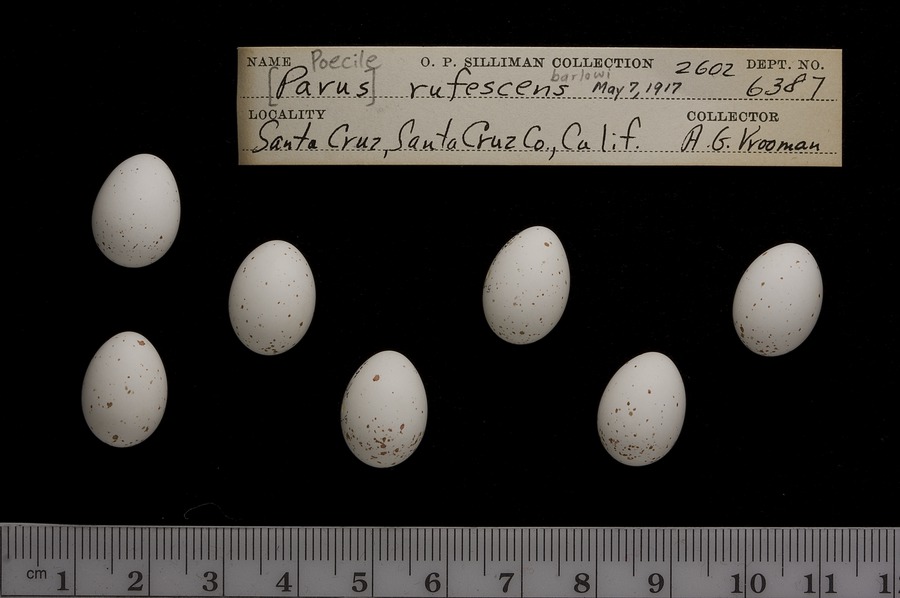 NAME Poecile O. P. SILLIMAN COLLECTION 2602 DEPT. NO.
[Parus] rufescens barlowi May 7, 1917 6387
LOCALITY COLLECTOR
Santa Cruz, Santa Cruz Co., Calif. A. G. Vrooman
cm 1 2 3 4 5 6 7 8 9 10 11 1